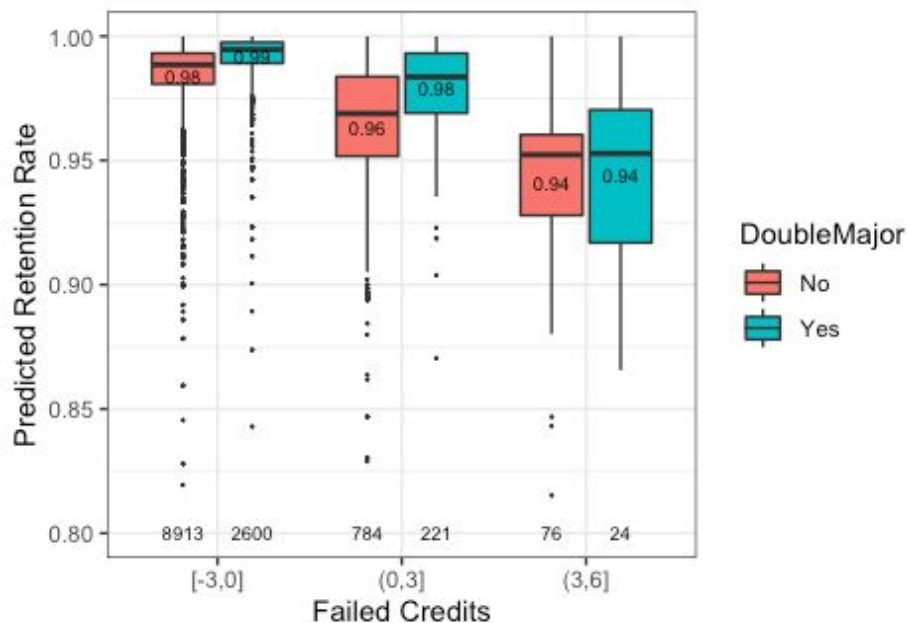 1.00
0.95
0.90
0.85
0.80
Predicted Retention Rate
0.98
0.99
0.96
0.98
0.94
0.94
8913 2600 784 221 76 24
[-3,0] (0,3] (3,6]
Failed Credits
DoubleMajor
No
Yes